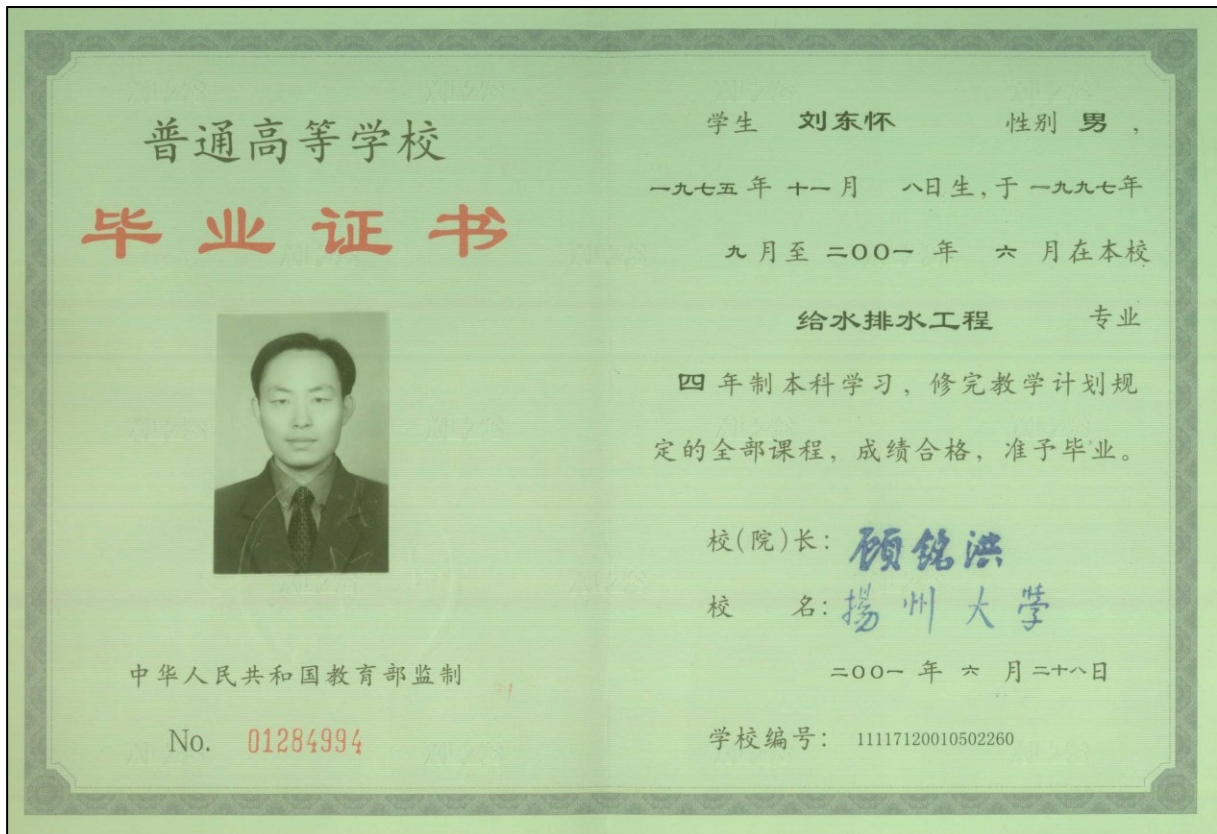 普通高等学校
毕业证书
中华人民共和国教育部监制
No. 01284994
学生 刘东怀 性别 男，
一九七五年 十一月 八日生，于一九九七年
九月至二〇〇一年 六 月在本校
给水排水工程 专业
四年制本科学习，修完教学计划规
定的全部课程，成绩合格，准予毕业。
校(院)长：顾铭洪
校 名：揚州大学
二〇〇一年 六 月二十八日
学校编号：11117120010502260